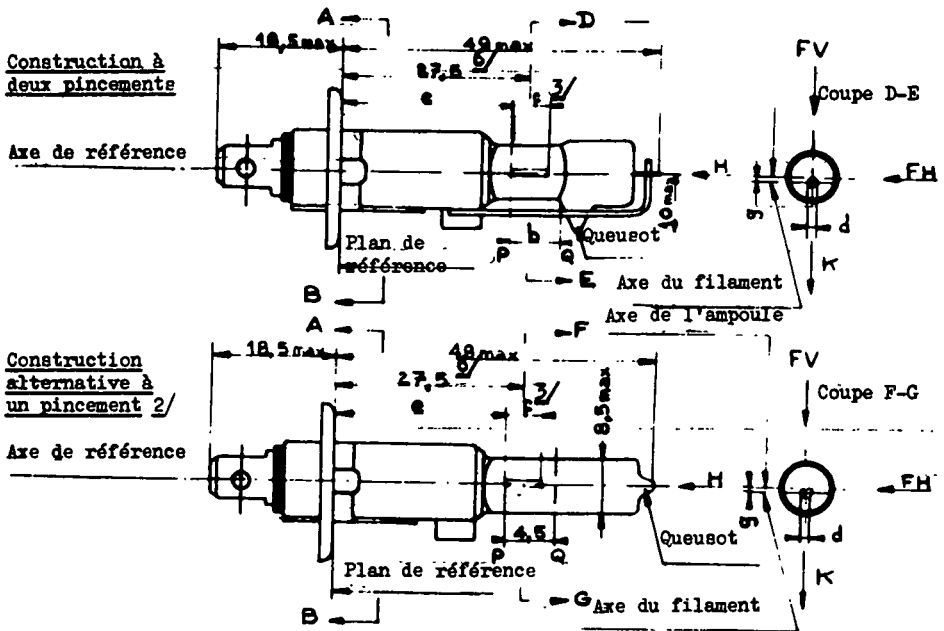 A
D
18,5 max
49 max
6/
FV
Construction à
deux pincements
27,5
e
f
3/
Coupe D-E
Axe de référence
H
10 max
FH
g
d
Plan de
référence
P
b
Q
Queusot
K
E
Axe du filament
B
Axe de l'ampoule
A
F
18,5 max
48 max
6/
FV
Construction
alternative à
un pincement 2/
27,5
e
f
3/
8,5 max
Coupe F-G
Axe de référence
H
FH
g
d
4,5
P
Q
Queusot
K
Plan de référence
B
G
Axe du filament